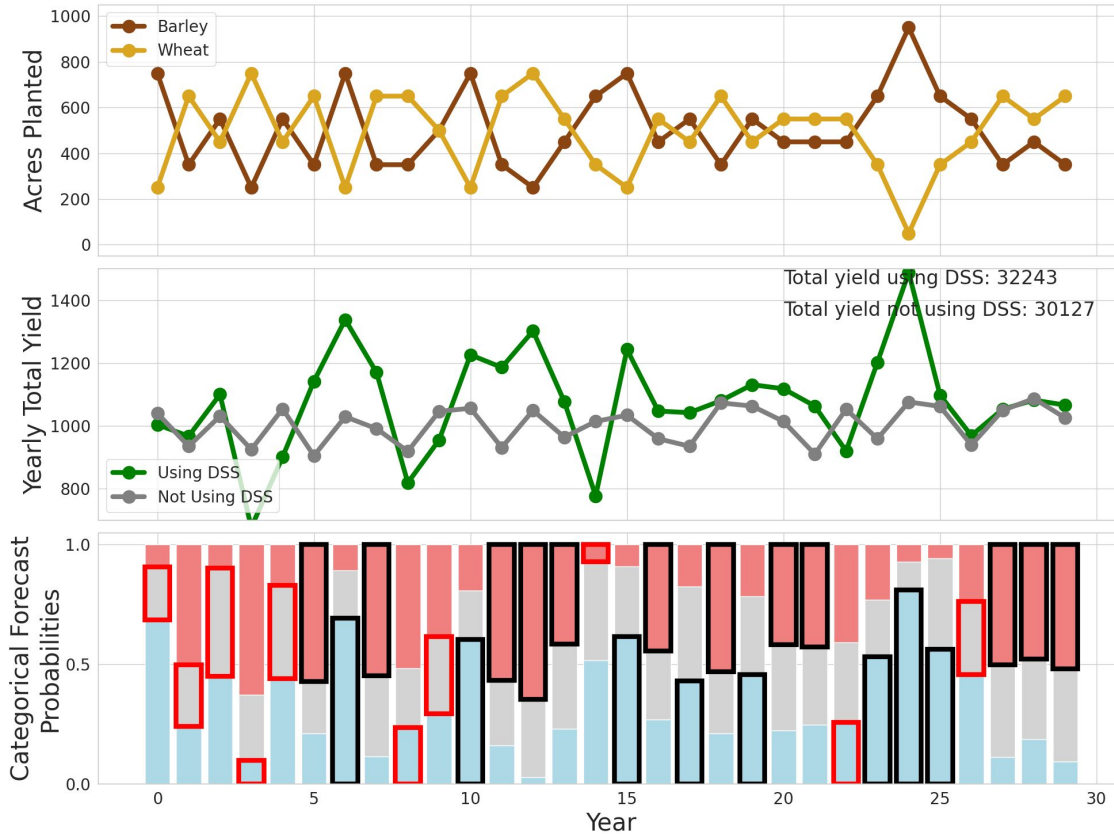 1000
800
600
400
200
0
Acres Planted
Barley
Wheat
1400
1200
1000
800
Yearly Total Yield
Total yield using DSS: 32243
Total yield not using DSS: 30127
Using DSS
Not Using DSS
1.0
0.5
0.0
Categorical Forecast
Probabilities
0
5
10
15
20
25
30
Year